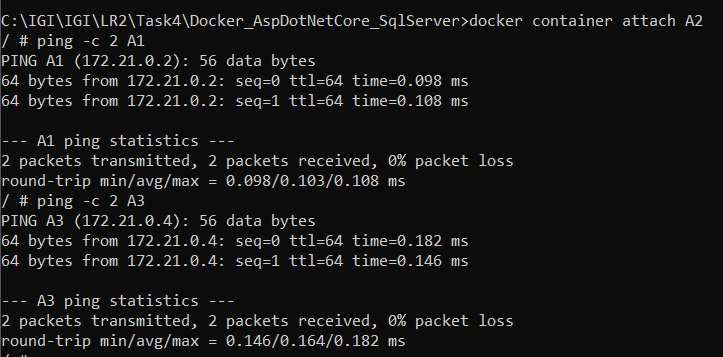 C:\IGI\IGI\LR2\Task4\Docker_AspDotNetCore_SqlServer>docker container attach A2
/ # ping -c 2 A1
PING A1 (172.21.0.2): 56 data bytes
64 bytes from 172.21.0.2: seq=0 ttl=64 time=0.098 ms
64 bytes from 172.21.0.2: seq=1 ttl=64 time=0.108 ms
--- A1 ping statistics ---
2 packets transmitted, 2 packets received, 0% packet loss
round-trip min/avg/max = 0.098/0.103/0.108 ms
/ # ping -c 2 A3
PING A3 (172.21.0.4): 56 data bytes
64 bytes from 172.21.0.4: seq=0 ttl=64 time=0.182 ms
64 bytes from 172.21.0.4: seq=1 ttl=64 time=0.146 ms
--- A3 ping statistics ---
2 packets transmitted, 2 packets received, 0% packet loss
round-trip min/avg/max = 0.146/0.164/0.182 ms
/ #